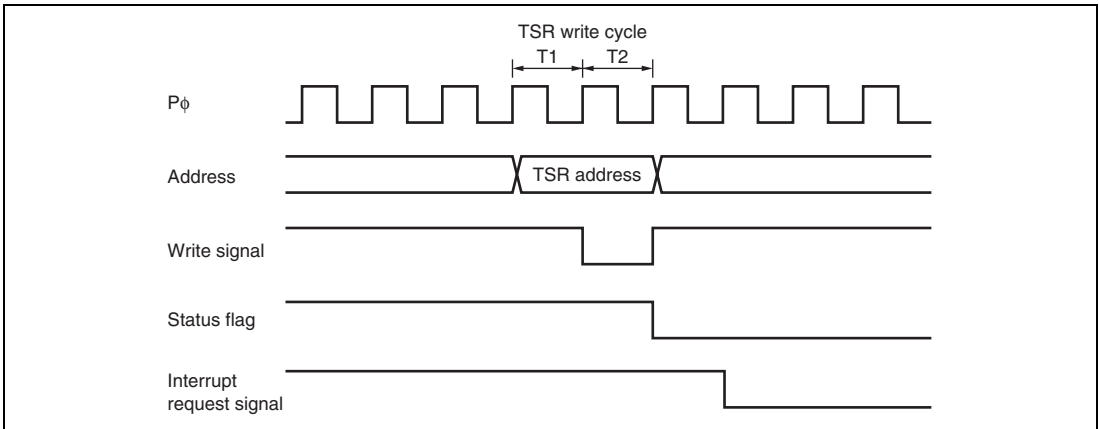 TSR write cycle
T1 T2
Pϕ
Address
TSR address
Write signal
Status flag
Interrupt
request signal